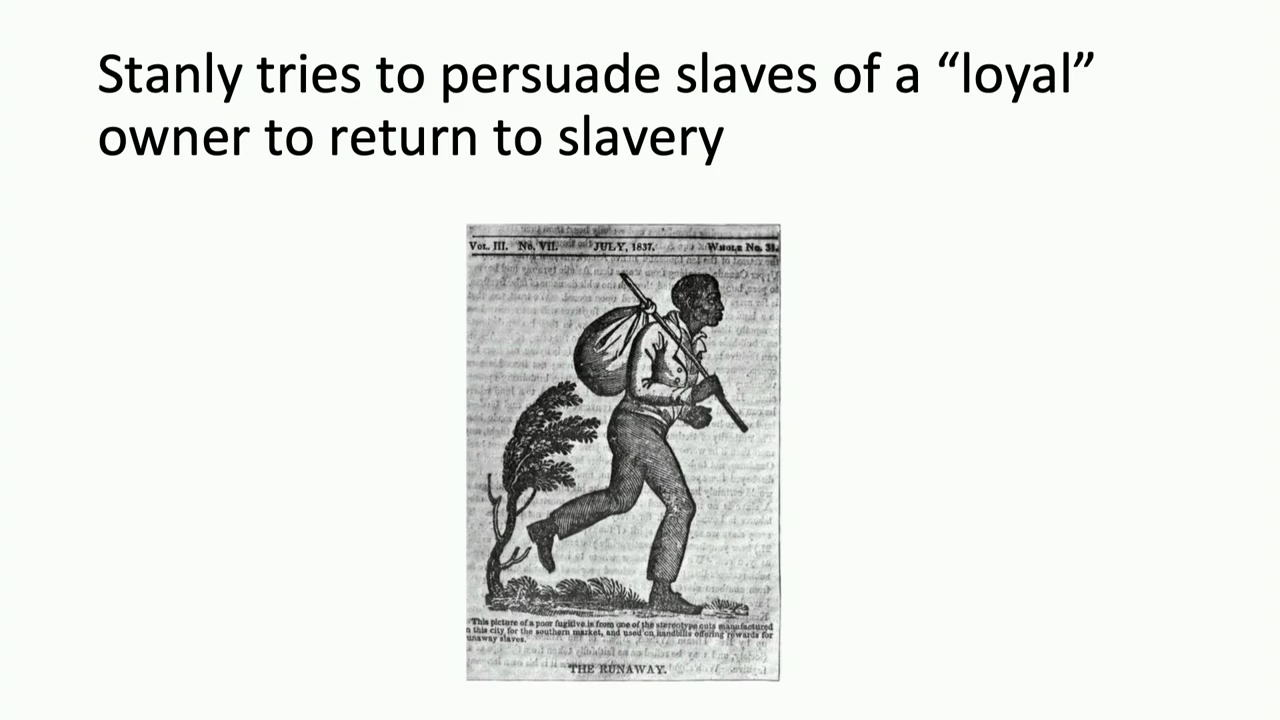 Stanly tries to persuade slaves of a “loyal”
owner to return to slavery
Vol. III. No. VII. JULY, 1837. Whole No. 31.
This picture of a poor fugitive is from one of the stereotype cuts manufactured
n this city for the southern market, and used on handbills offering rewards for
unaway slaves.
THE RUNAWAY.